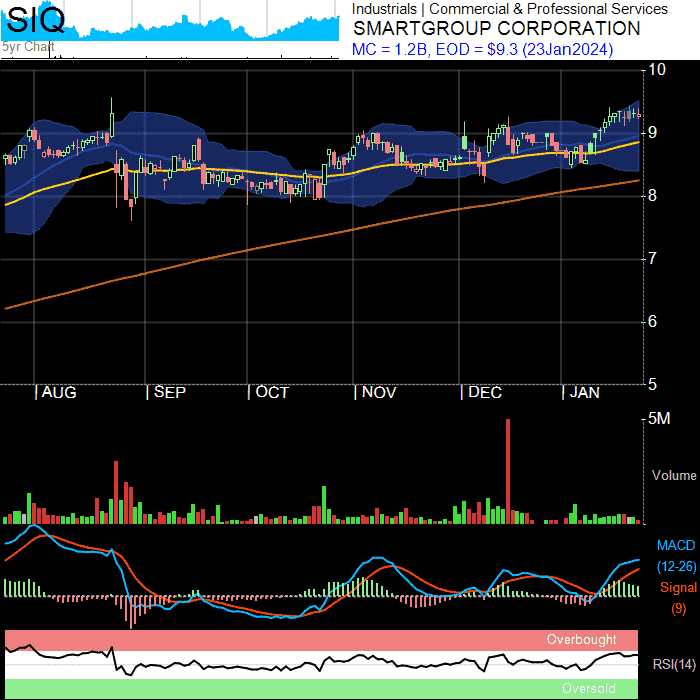 SIQ
5yr Chart
Industrials | Commercial & Professional Services
SMARTGROUP CORPORATION
MC = 1.2B, EOD = $9.3 (23Jan2024)
10
9
8
7
6
5
| AUG | SEP | OCT | NOV | DEC | JAN
5M
Volume
MACD
(12-26)
Signal
(9)
Overbought
RSI(14)
Oversold